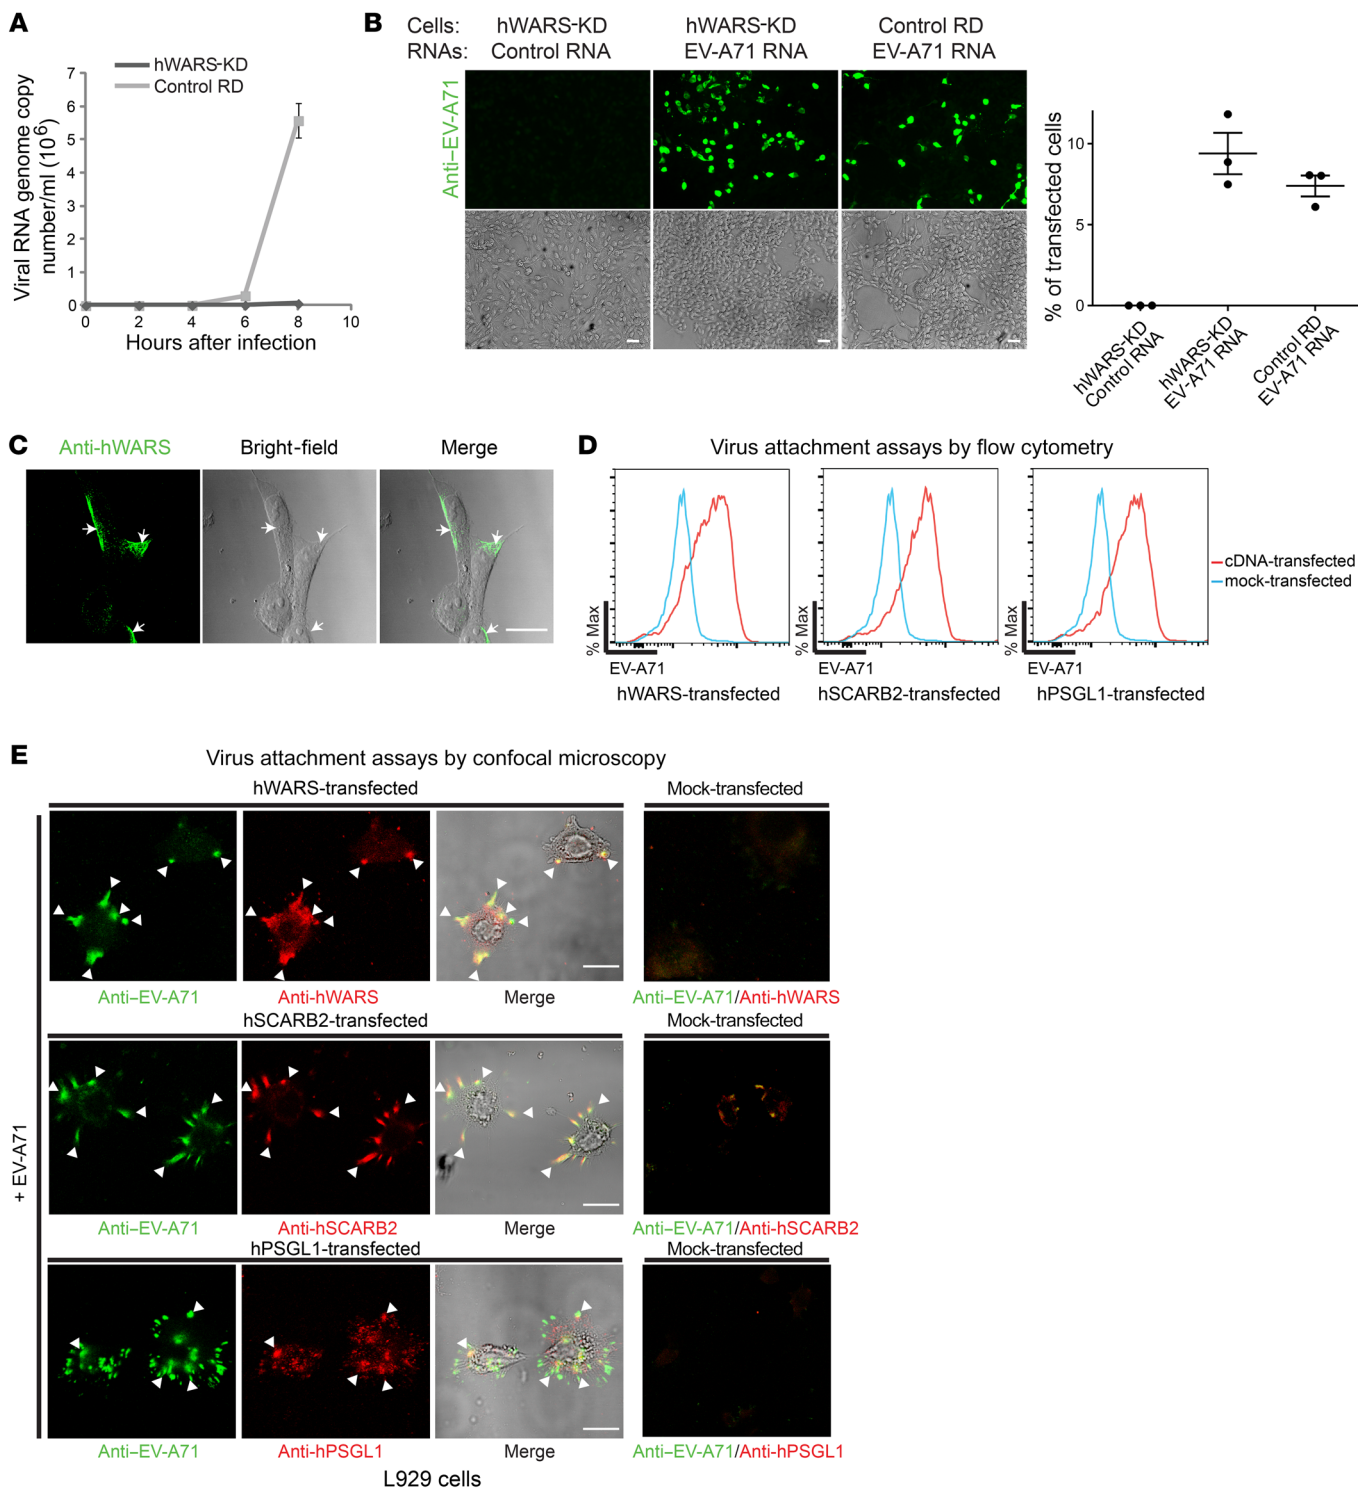 A
hWARS-KD
Control RD
Viral RNA genome copy
number/ml (10^6)
7
6
5
4
3
2
1
0
0 2 4 6 8 10
Hours after infection
B
Cells: hWARS-KD hWARS-KD Control RD
RNAs: Control RNA EV-A71 RNA EV-A71 RNA
Anti–EV-A71
% of transfected cells
10
5
0
hWARS-KD
Control RNA
hWARS-KD
EV-A71 RNA
Control RD
EV-A71 RNA
C
Anti-hWARS Bright-field Merge
D
Virus attachment assays by flow cytometry
% Max
EV-A71
hWARS-transfected
% Max
EV-A71
hSCARB2-transfected
% Max
EV-A71
hPSGL1-transfected
cDNA-transfected
mock-transfected
E
Virus attachment assays by confocal microscopy
+ EV-A71
hWARS-transfected Mock-transfected
Anti–EV-A71 Anti-hWARS Merge Anti–EV-A71/Anti-hWARS
hSCARB2-transfected Mock-transfected
Anti–EV-A71 Anti-hSCARB2 Merge Anti–EV-A71/Anti-hSCARB2
hPSGL1-transfected Mock-transfected
Anti–EV-A71 Anti-hPSGL1 Merge Anti–EV-A71/Anti-hPSGL1
L929 cells